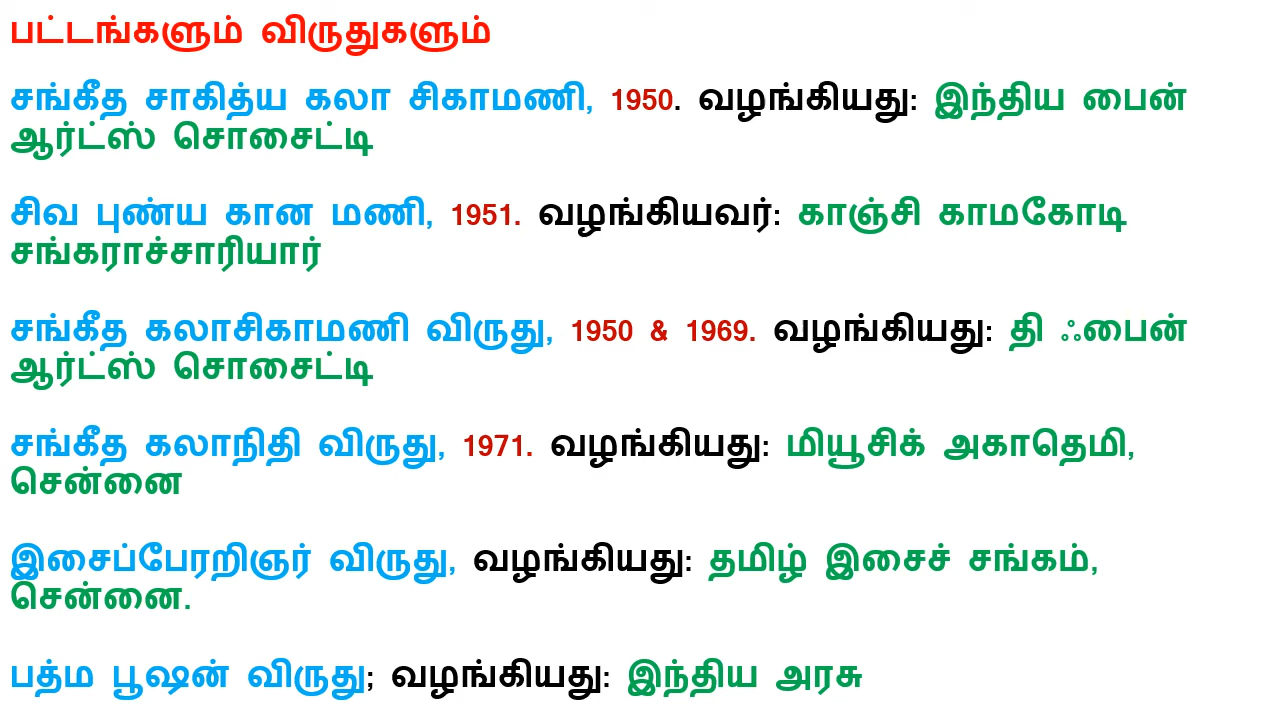 பட்டங்களும் விருதுகளும்
சங்கீத சாகித்ய கலா சிகாமணி, 1950. வழங்கியது: இந்திய பைன்
ஆர்ட்ஸ் சொசைட்டி
சிவ புண்ய கான மணி, 1951. வழங்கியவர்: காஞ்சி காமகோடி
சங்கராச்சாரியார்
சங்கீத கலாசிகாமணி விருது, 1950 & 1969. வழங்கியது: தி ஃபைன்
ஆர்ட்ஸ் சொசைட்டி
சங்கீத கலாநிதி விருது, 1971. வழங்கியது: மியூசிக் அகாதெமி,
சென்னை
இசைப்பேரறிஞர் விருது, வழங்கியது: தமிழ் இசைச் சங்கம்,
சென்னை.
பத்ம பூஷன் விருது; வழங்கியது: இந்திய அரசு